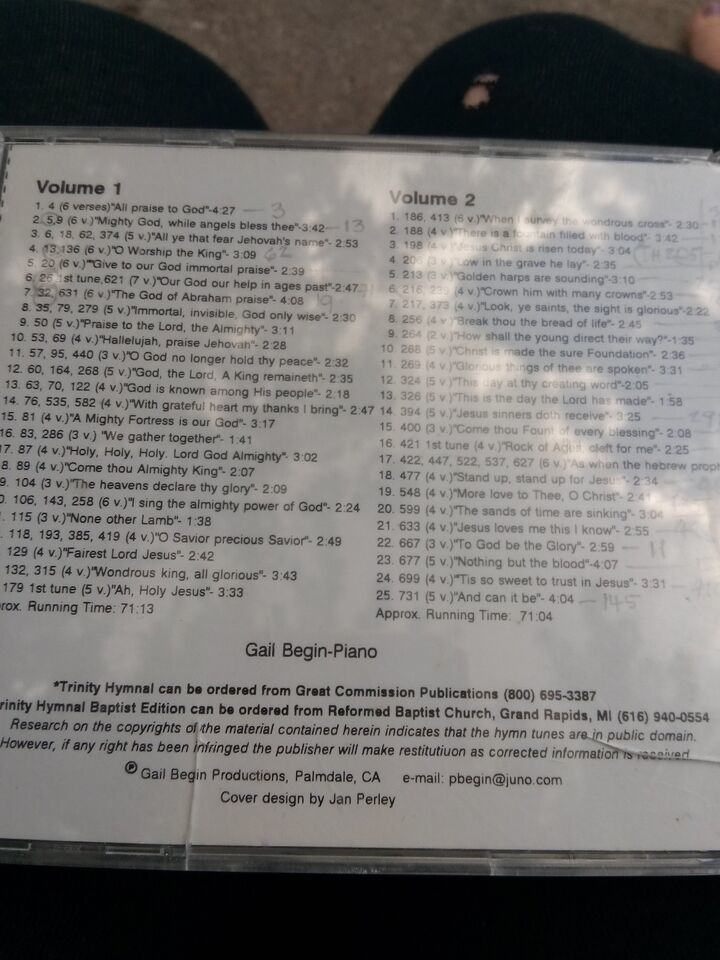 Volume 1
1. 4 (6 verses)"All praise to God"-4:27 3
2. 5,9 (6 v.)"Mighty God, while angels bless thee"-3:42 13
3. 6, 18, 62, 374 (5 v.)"All ye that fear Jehovah's name"- 2:53
4. 13,136 (6 v.)"O Worship the King"- 3:09 62
5. 20 (6 v.)"Give to our God immortal praise"- 2:39
6. 26 1st tune,621 (7 v.)"Our God our help in ages past"-2:47
7. 32, 631 (6 v.)"The God of Abraham praise"- 4:08 19
8. 35, 79, 279 (5 v.)"Immortal, invisible, God only wise"- 2:30
9. 50 (5 v.)"Praise to the Lord, the Almighty"- 3:11
10. 53, 69 (4 v.)"Hallelujah, praise Jehovah"- 2:28
11. 57, 95, 440 (3 v.)"O God no longer hold thy peace"- 2:32
12. 60, 164, 268 (5 v.)"God, the Lord, A King remaineth"- 2:35
13. 63, 70, 122 (4 v.)"God is known among His people"- 2:18
14. 76, 535, 582 (4 v.)"With grateful heart my thanks I bring"- 2:47
15. 81 (4 v.)"A Mighty Fortress is our God"- 3:17
16. 83, 286 (3 v.) "We gather together"- 1:41
17. 87 (4 v.)"Holy, Holy, Holy. Lord God Almighty"- 3:02
8. 89 (4 v.)"Come thou Almighty King"- 2:07
9. 104 (3 v.)"The heavens declare thy glory"- 2:09
0. 106, 143, 258 (6 v.)"I sing the almighty power of God"- 2:24
. 115 (3 v.)"None other Lamb"- 1:38
. 118, 193, 385, 419 (4 v.)"O Savior precious Savior"- 2:49
129 (4 v.)"Fairest Lord Jesus"- 2:42
132, 315 (4 v.)"Wondrous king, all glorious"- 3:43
179 1st tune (5 v.)"Ah, Holy Jesus"- 3:33
rox. Running Time: 71:13
Volume 2
1. 186, 413 (6 v.)"When I survey the wondrous cross"- 2:30
2. 188 (4 v.)"There is a fountain filled with blood"- 3:42
3. 198 (4 v.)"Jesus Christ is risen today"- 3:04
4. (3 v.)"Low in the grave he lay"- 2:35
5. 213 (3 v.)"Golden harps are sounding"-3:10
6. 216, (4 v.)"Crown him with many crowns"-2:53
7. 217, 373 (4 v.)"Look, ye saints, the sight is glorious"-2:22
8. 256 (4 v.)"Break thou the bread of life"- 2:45
9. 264 (2 v.)"How shall the young direct their way?"-1:35
10. 268 (5 v.)"Christ is made the sure Foundation"- 2:36
11. 269 (4 v.)"Glorious things of thee are spoken"- 3:31
12. 324 (5 v.)"This day at thy creating word"-2:05
13. 326 (5 v.)"This is the day the Lord has made"- 1:58
14. 394 (5 v.)"Jesus sinners doth receive"- 3:25
15. 400 (3 v.)"Come thou Fount of every blessing"- 2:08
16. 421 1st tune (4 v.)"Rock of Ages, cleft for me"- 2:25
17. 422, 447, 522, 537, 627 (6 v.)"As when the hebrew proph
18. 477 (4 v.)"Stand up, stand up for Jesus"- 2:34
19. 548 (4 v.)"More love to Thee, O Christ"- 2:41
20. 599 (4 v.)"The sands of time are sinking"- 3:04
21. 633 (4 v.)"Jesus loves me this I know"- 2:55
22. 667 (3 v.)"To God be the Glory"- 2:59 11
23. 677 (5 v.)"Nothing but the blood"-4:07
24. 699 (4 v.)"Tis so sweet to trust in Jesus"- 3:31
25. 731 (5 v.)"And can it be"- 4:04 145
Approx. Running Time: 71:04
Gail Begin-Piano
*Trinity Hymnal can be ordered from Great Commission Publications (800) 695-3387
rinity Hymnal Baptist Edition can be ordered from Reformed Baptist Church, Grand Rapids, MI (616) 940-0554
Research on the copyrights of the material contained herein indicates that the hymn tunes are in public domain.
However, if any right has been infringed the publisher will make restitutiuon as corrected information is received.
℗ Gail Begin Productions, Palmdale, CA e-mail: pbegin@juno.com
Cover design by Jan Perley